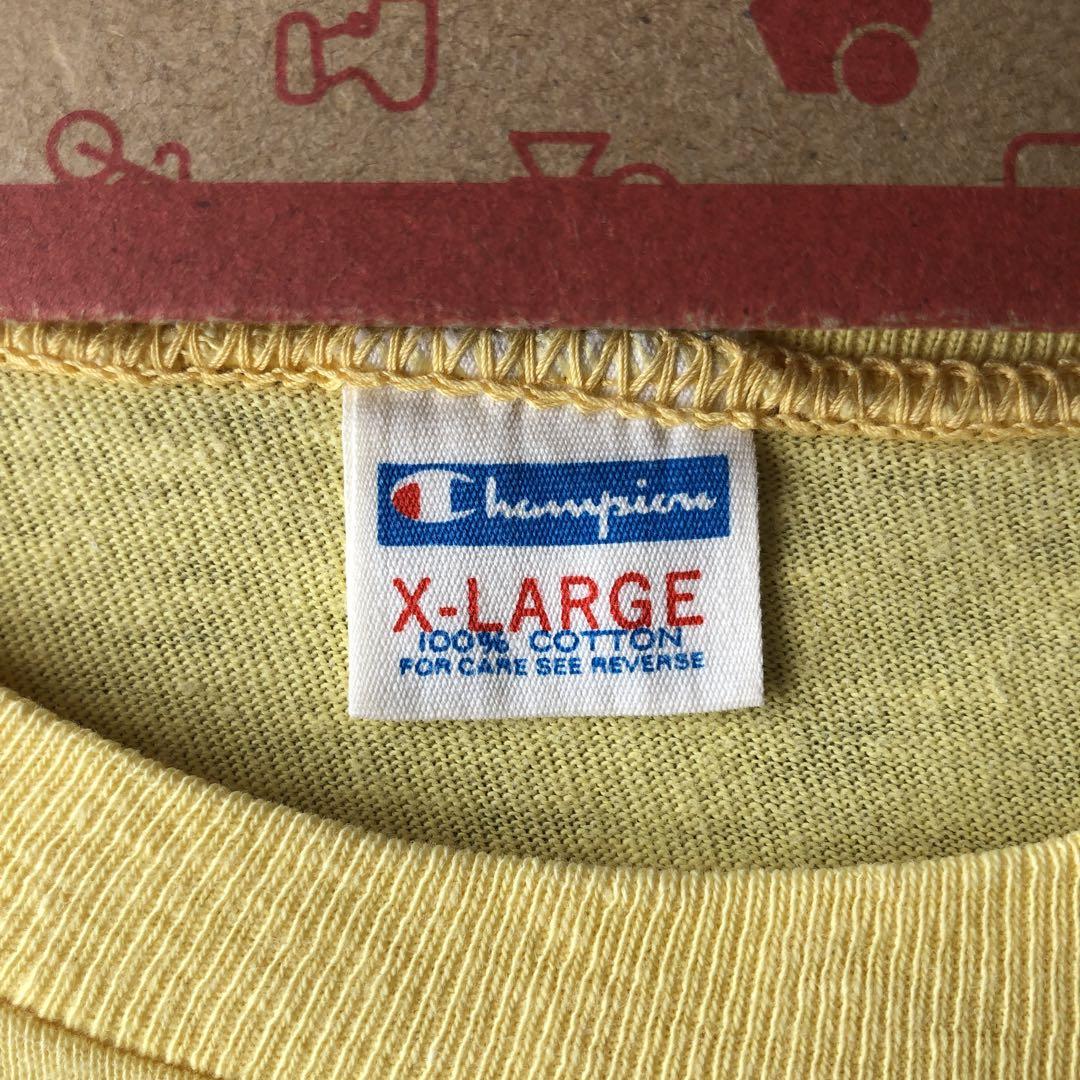 Champion
X-LARGE
100% COTTON
FOR CARE SEE REVERSE